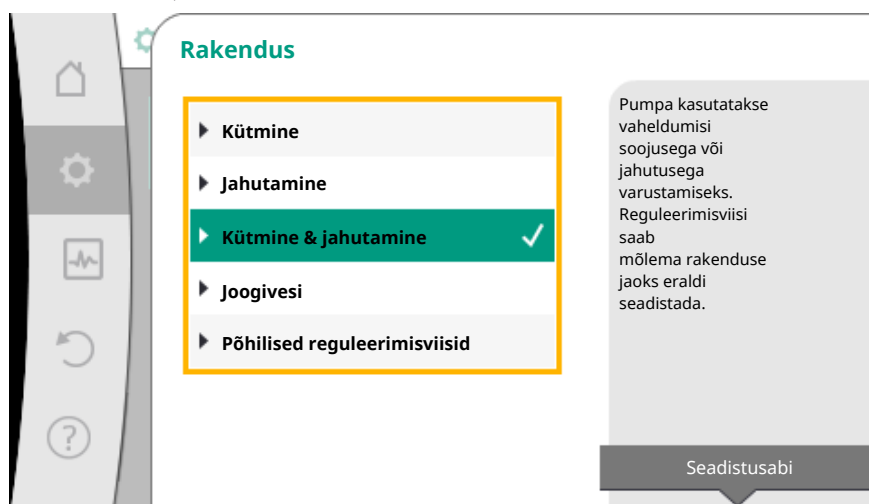 Rakendus
Kütmine
Jahutamine
Kütmine & jahutamine
Joogivesi
Põhilised reguleerimisviisid
Pumpa kasutatakse
vaheldumisi
soojusega või
jahutusega
varustamiseks.
Reguleerimisviisi
saab
mõlema rakenduse
jaoks eraldi
seadistada.
Seadistusabi
?